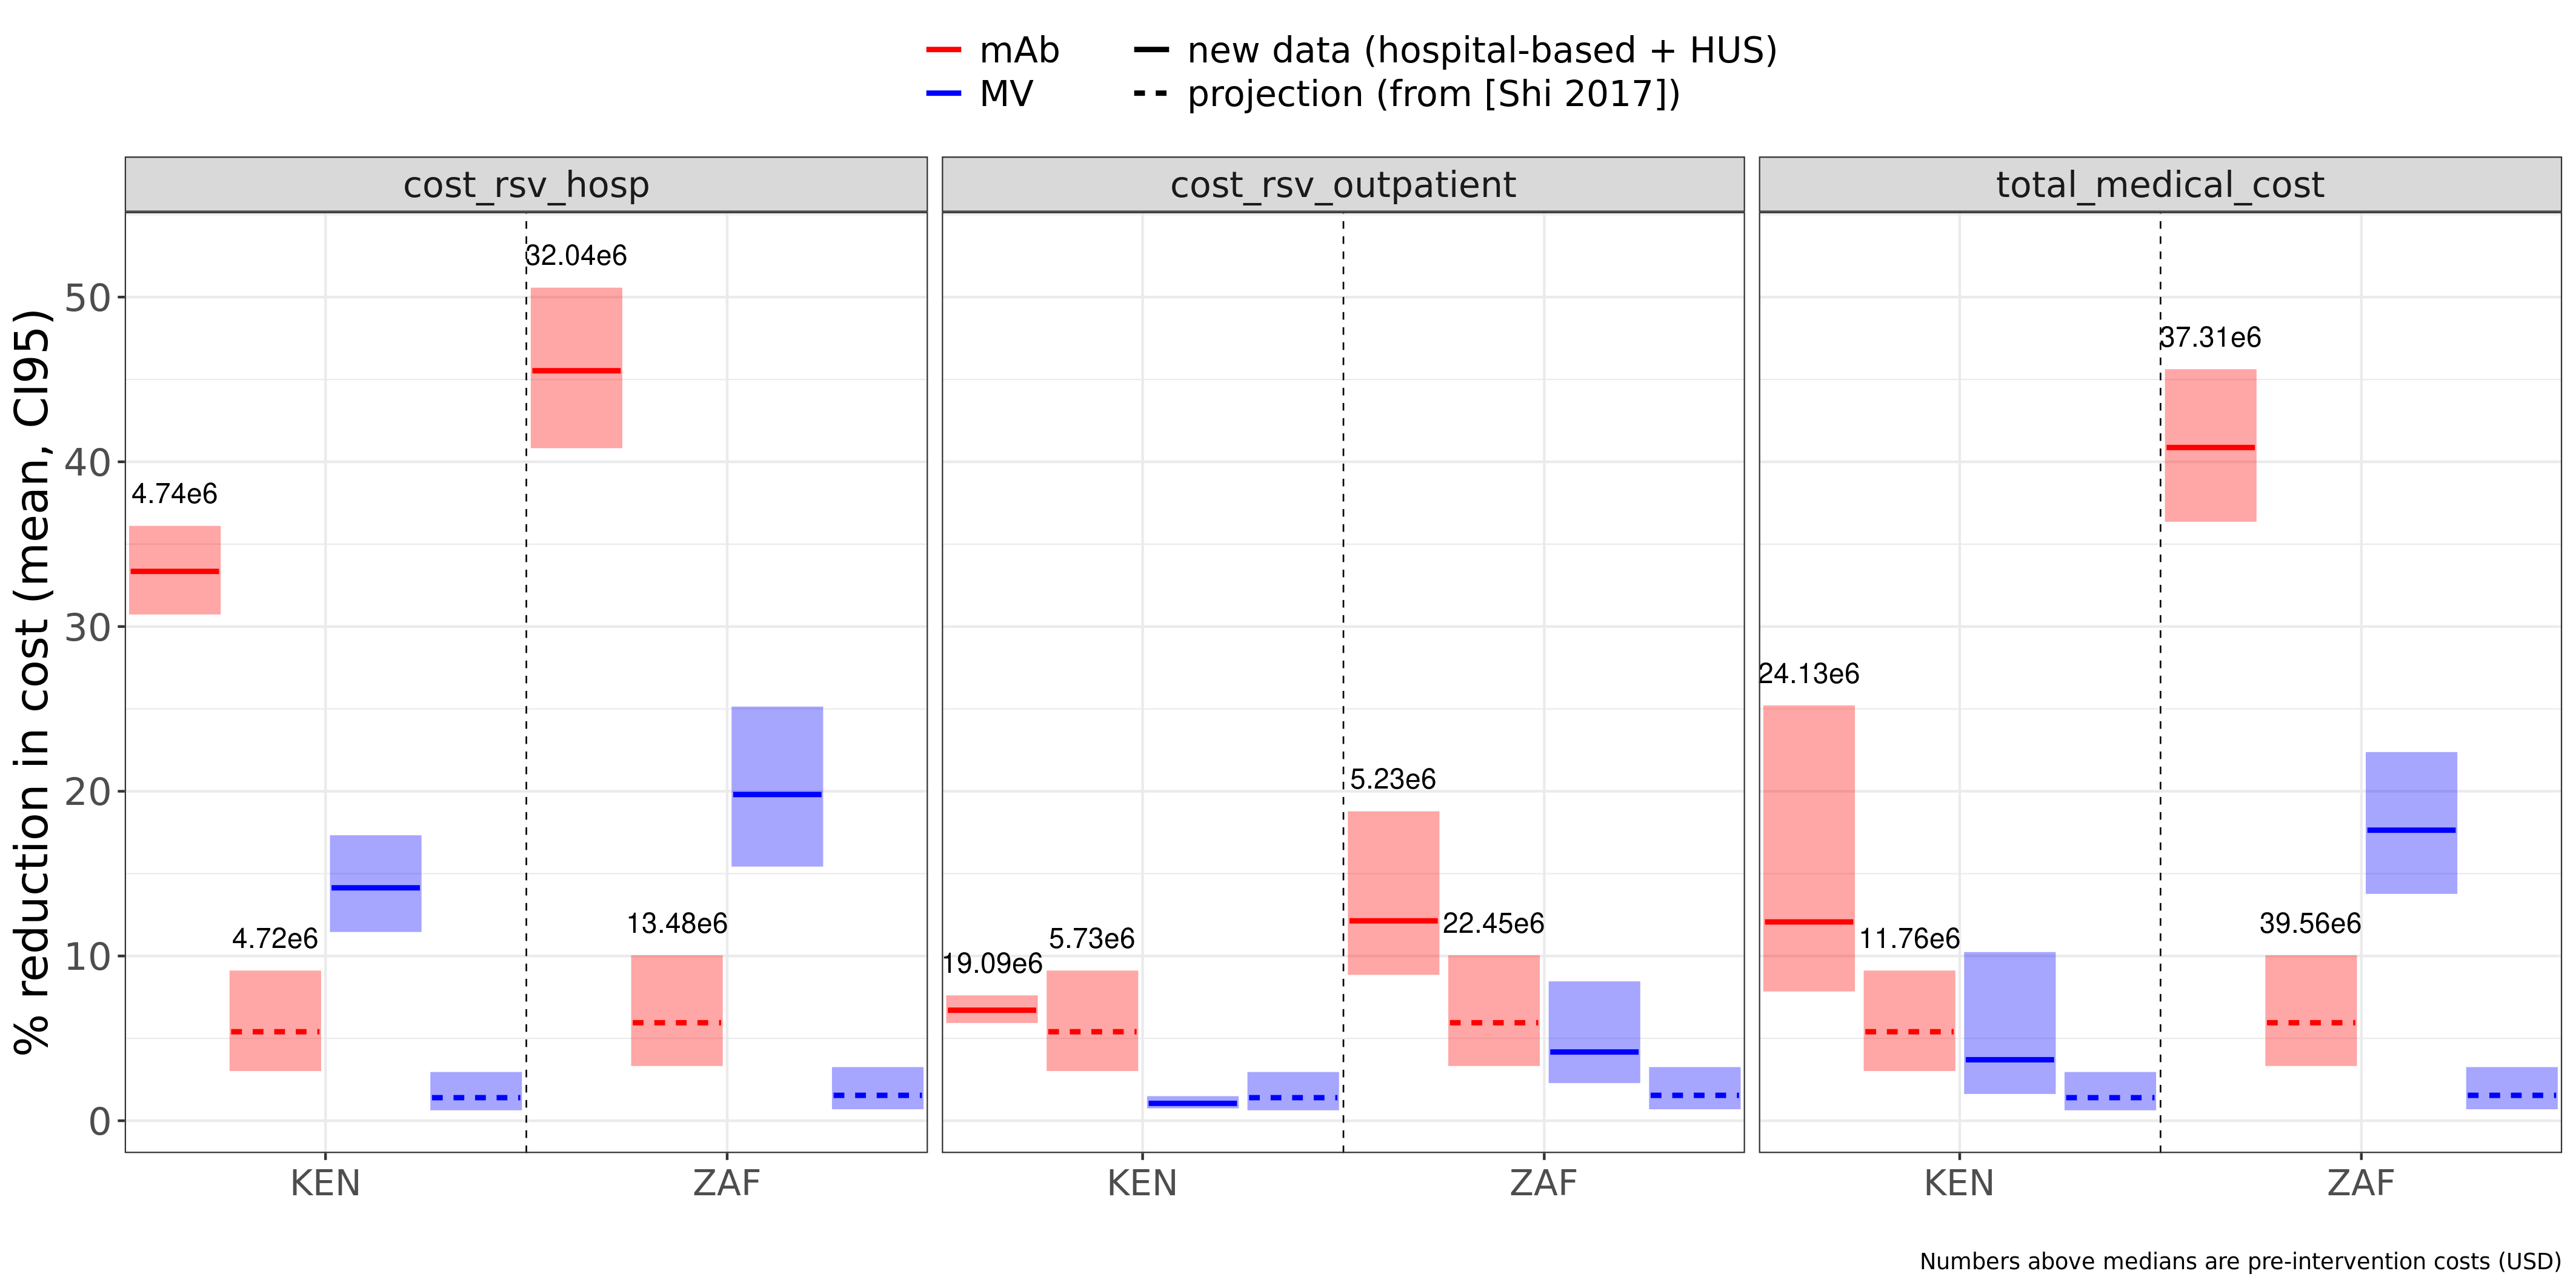 mAb
new data (hospital-based + HUS)
MV
projection (from [Shi 2017])
cost_rsv_hosp
cost_rsv_outpatient
total_medical_cost
% reduction in cost (mean, CI95)
50
40
30
20
10
0
4.74e6
4.72e6
32.04e6
13.48e6
19.09e6
5.73e6
5.23e6
22.45e6
24.13e6
11.76e6
37.31e6
39.56e6
KEN
ZAF
KEN
ZAF
KEN
ZAF
Numbers above medians are pre-intervention costs (USD)